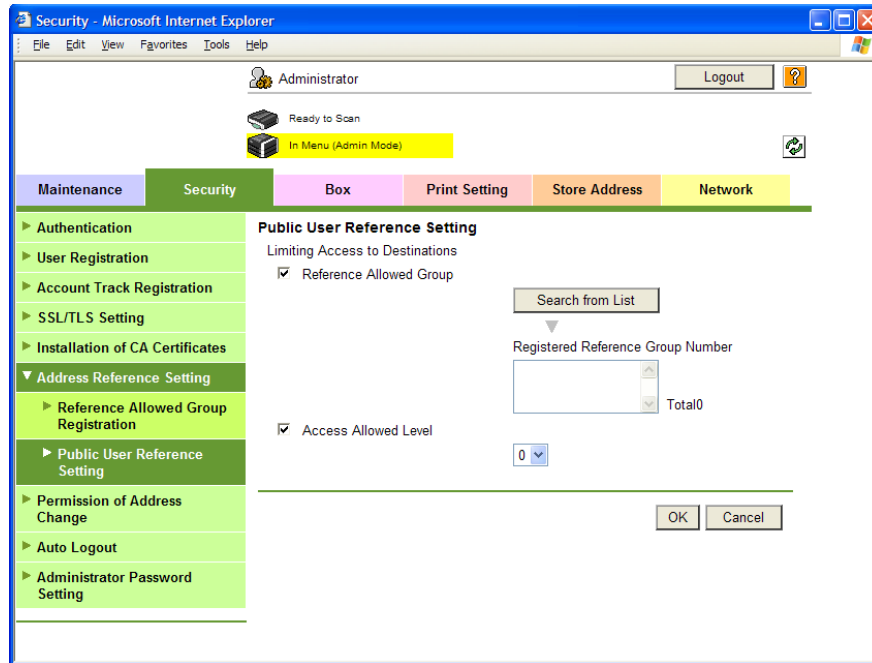 Security - Microsoft Internet Explorer
File Edit View Favorites Tools Help
Administrator
Logout
?
Ready to Scan
In Menu (Admin Mode)
Maintenance Security Box Print Setting Store Address Network
Authentication
User Registration
Account Track Registration
SSL/TLS Setting
Installation of CA Certificates
Address Reference Setting
Reference Allowed Group
Registration
Public User Reference
Setting
Permission of Address
Change
Auto Logout
Administrator Password
Setting
Public User Reference Setting
Limiting Access to Destinations
Reference Allowed Group
Search from List
Registered Reference Group Number
Total0
Access Allowed Level
0
OK Cancel